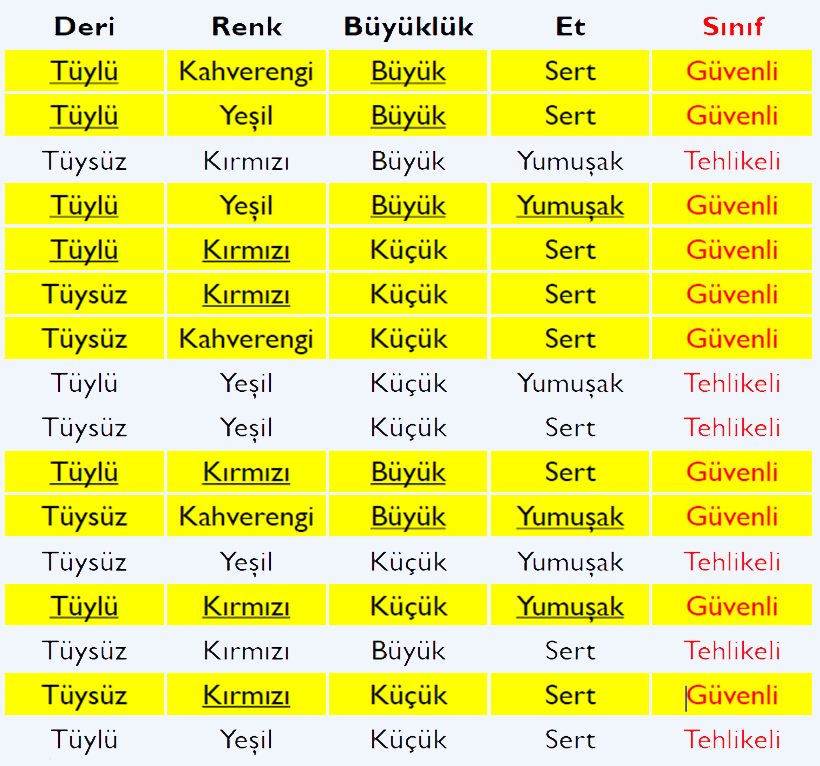 Deri Renk Büyüklük Et Sınıf
Tüylü Kahverengi Büyük Sert Güvenli
Tüylü Yeşil Büyük Sert Güvenli
Tüysüz Kırmızı Büyük Yumuşak Tehlikeli
Tüylü Yeşil Büyük Yumuşak Güvenli
Tüylü Kırmızı Küçük Sert Güvenli
Tüysüz Kırmızı Küçük Sert Güvenli
Tüysüz Kahverengi Küçük Sert Güvenli
Tüylü Yeşil Küçük Yumuşak Tehlikeli
Tüysüz Yeşil Küçük Sert Tehlikeli
Tüylü Kırmızı Büyük Sert Güvenli
Tüysüz Kahverengi Büyük Yumuşak Güvenli
Tüysüz Yeşil Küçük Yumuşak Tehlikeli
Tüylü Kırmızı Küçük Yumuşak Güvenli
Tüysüz Kırmızı Büyük Sert Tehlikeli
Tüysüz Kırmızı Küçük Sert Güvenli
Tüylü Yeşil Küçük Sert Tehlikeli